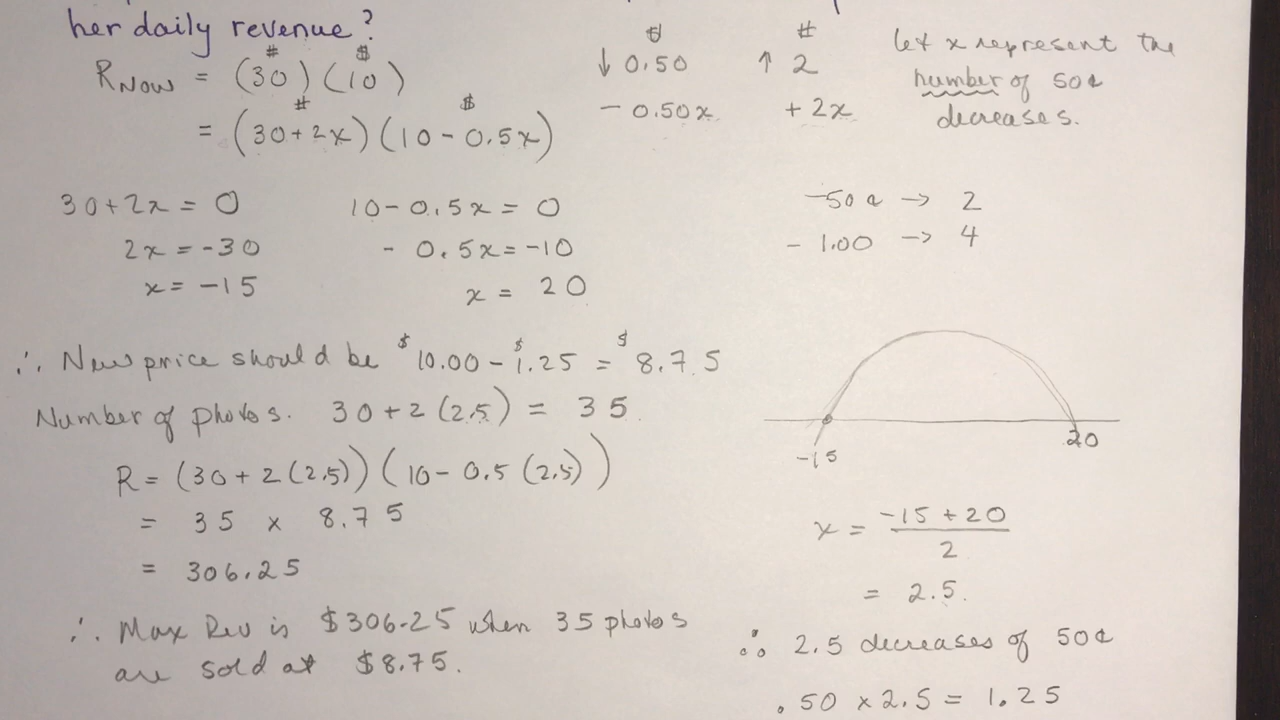 her daily revenue?
# $
R_NOW = (30)(10)
# $
= (30+2x)(10-0.5x)
$ #
↓ 0.50 ↑ 2
- 0.50x + 2x
let x represent the
number of 50¢
decreases.
30+2x = 0
2x = -30
x = -15
10-0.5x = 0
- 0.5x = -10
x = 20
-50¢ → 2
- 1.00 → 4
∴ New price should be $10.00 - $1.25 = $8.75
Number of photos. 30+2(2.5) = 35
R = (30+2(2.5))(10-0.5(2.5))
= 35 x 8.75
= 306.25
∴ Max Rev is $306.25 when 35 photos
are sold at $8.75.
-15 20
x = -15+20
2
= 2.5.
∴ 2.5 decreases of 50¢
.50 x 2.5 = 1.25